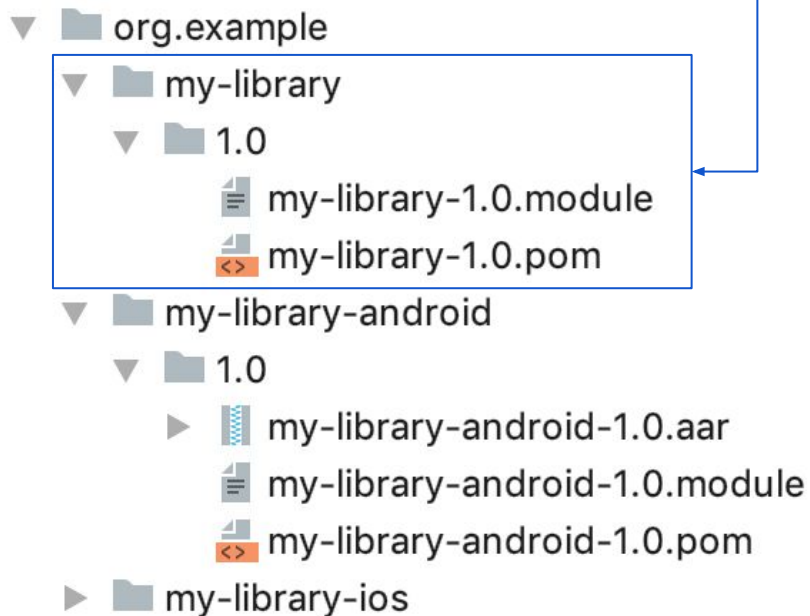 org.example
my-library
1.0
my-library-1.0.module
my-library-1.0.pom
my-library-android
1.0
my-library-android-1.0.aar
my-library-android-1.0.module
my-library-android-1.0.pom
my-library-ios